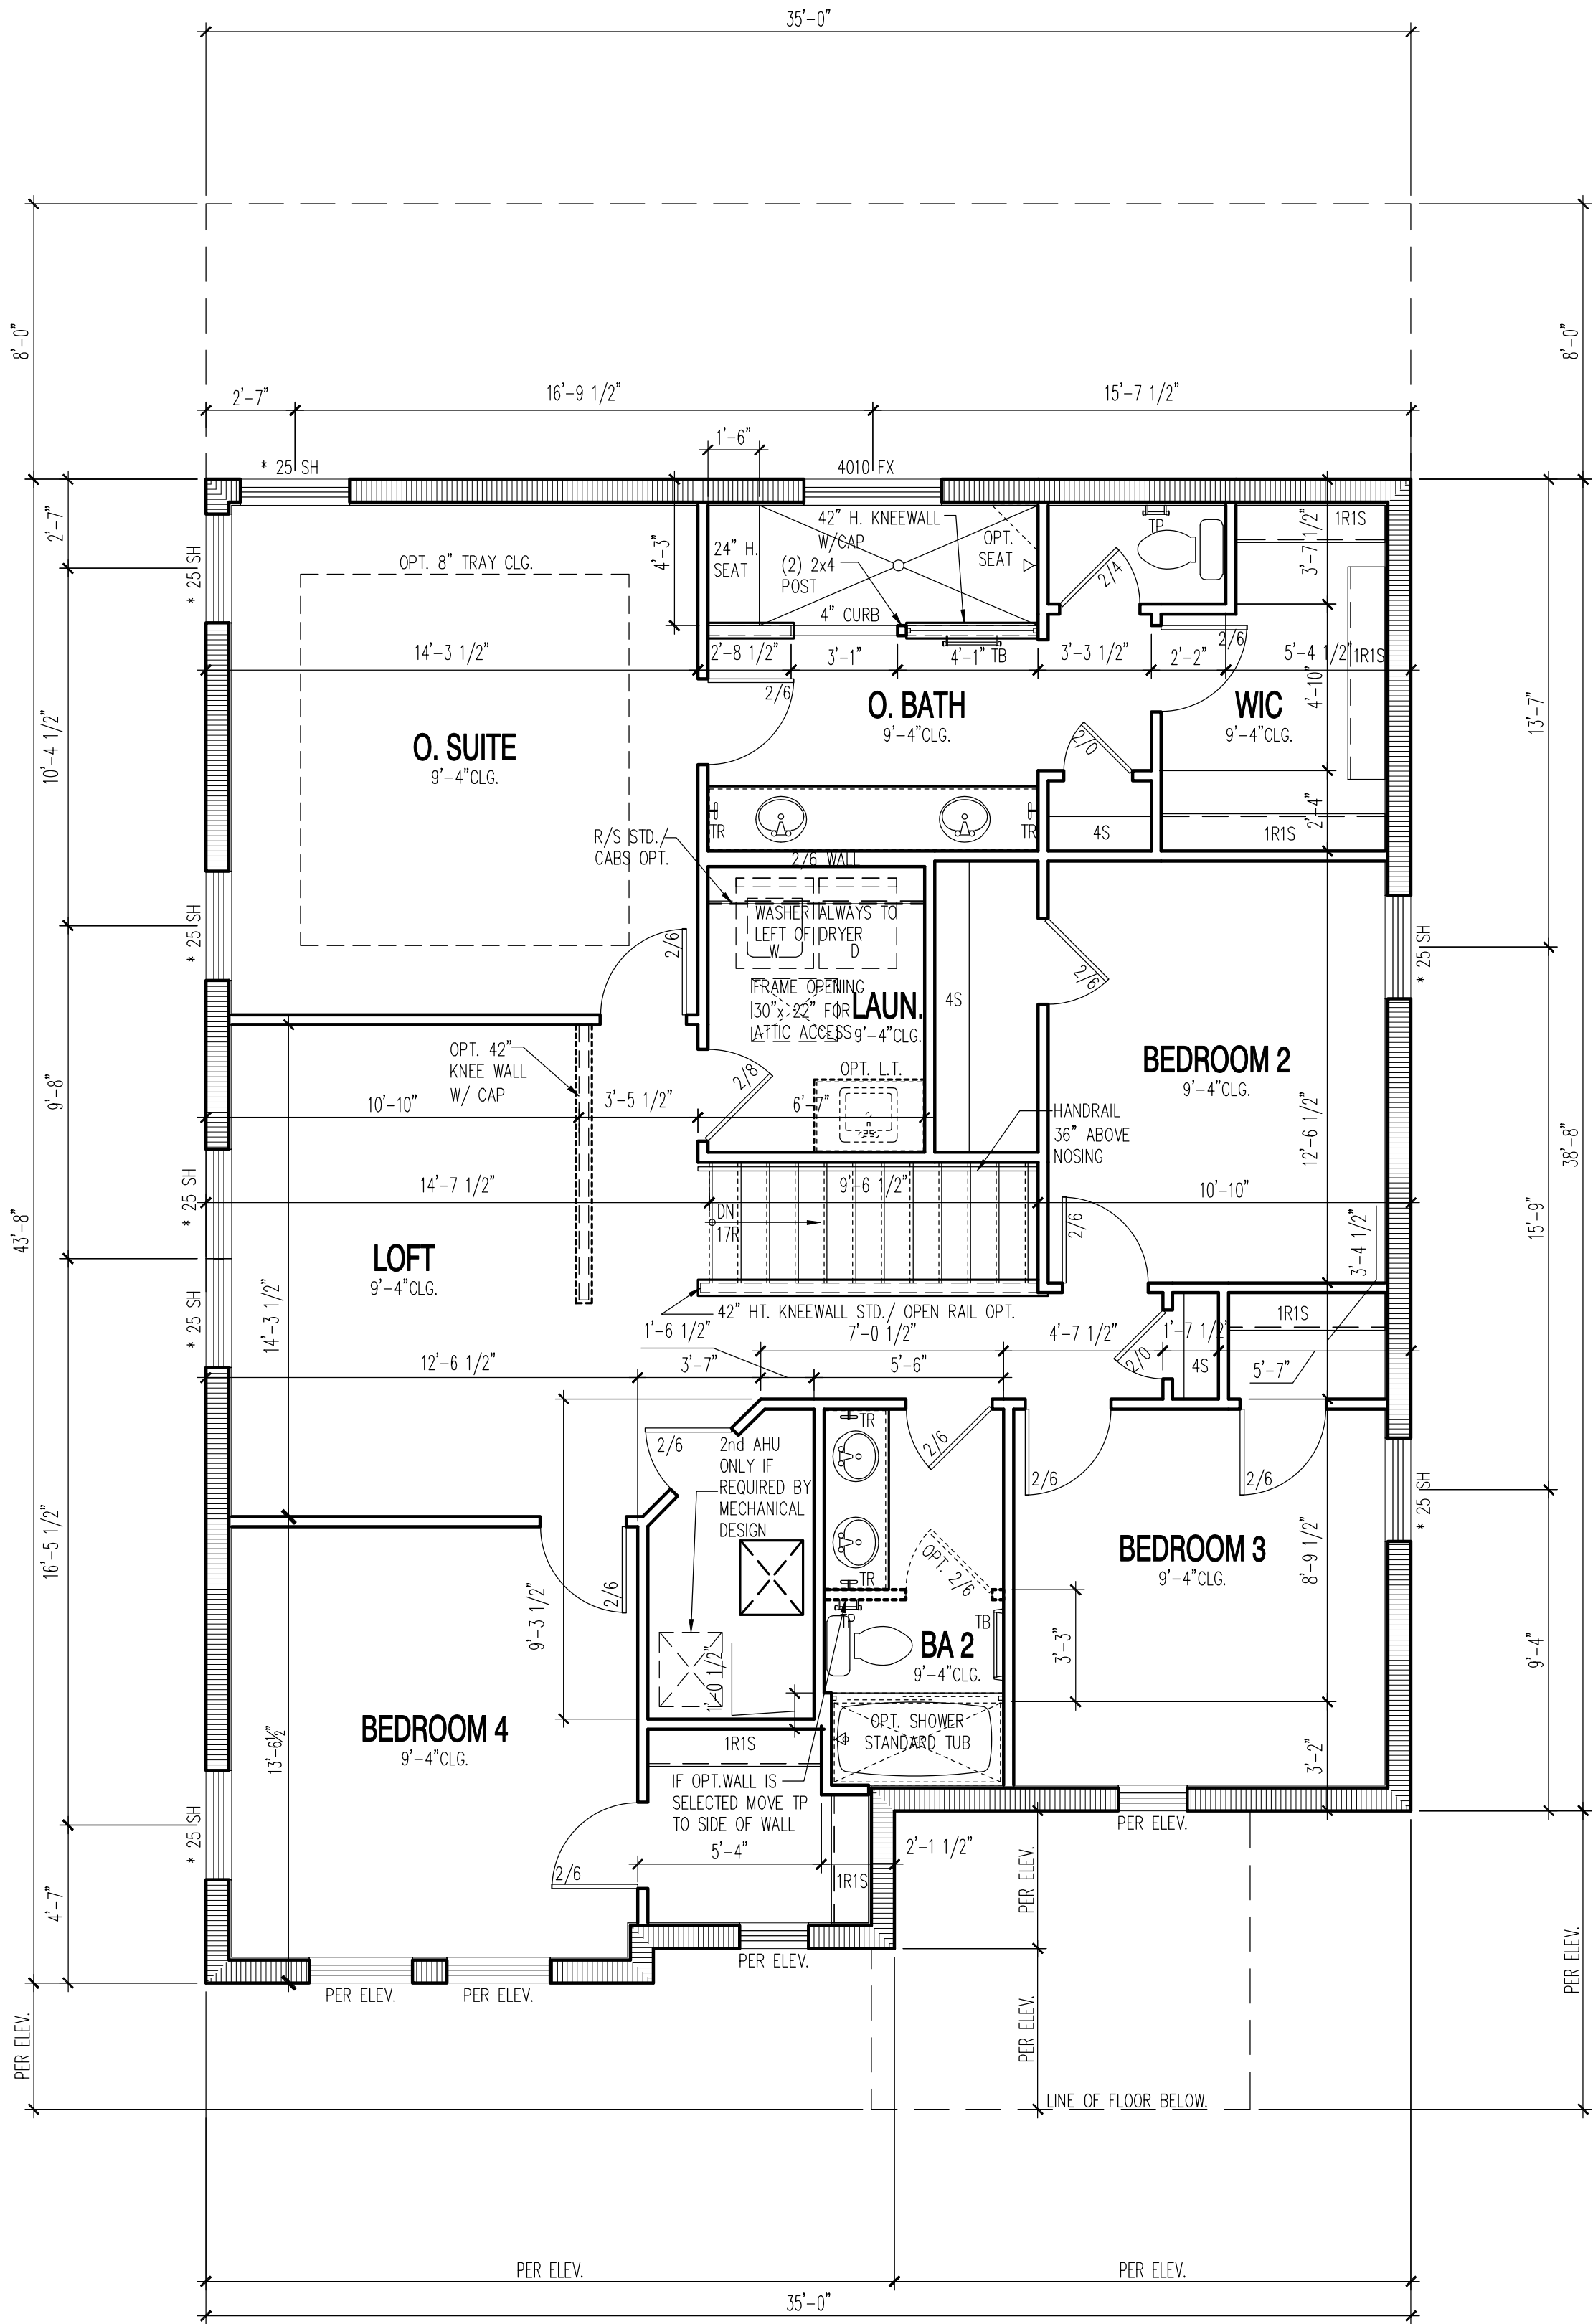 35'-0"
8'-0"
8'-0"
2'-7"
16'-9 1/2"
15'-7 1/2"
1'-6"
* 25 SH
4010 FX
2'-7"
* 25 SH
OPT. 8" TRAY CLG.
4'-3"
24" H.
SEAT
42" H. KNEEWALL
W/CAP
(2) 2x4
POST
OPT.
SEAT
4" CURB
TP
2/4
3'-7 1/2"
1R1S
14'-3 1/2"
2'-8 1/2"
3'-1"
4'-1"
TB
3'-3 1/2"
2'-2"
2/6
5'-4 1/2"
1R1S
2/6
4'-10"
10'-4 1/2"
13'-7"
O. SUITE
9'-4"CLG.
O. BATH
9'-4"CLG.
WIC
9'-4"CLG.
2/0
TR
TR
4S
2'-4"
1R1S
R/S STD./
CABS OPT.
2/6 WALL
* 25 SH
* 25 SH
2/6
WASHER ALWAYS TO
LEFT OF DRYER
W
D
4S
2/6
FRAME OPENING
30"x 22" FOR
ATTIC ACCESS
LAUN.
9'-4"CLG.
OPT. 42"
KNEE WALL
W/ CAP
2/8
OPT. L.T.
BEDROOM 2
9'-4"CLG.
9'-8"
10'-10"
3'-5 1/2"
6'-7"
HANDRAIL
36" ABOVE
NOSING
12'-6 1/2"
38'-8"
43'-8"
* 25 SH
14'-7 1/2"
9'-6 1/2"
10'-10"
DN
17R
2/6
3'-4 1/2"
15'-9"
LOFT
9'-4"CLG.
* 25 SH
14'-3 1/2"
42" HT. KNEEWALL STD./ OPEN RAIL OPT.
1R1S
1'-6 1/2"
7'-0 1/2"
4'-7 1/2"
1'-7 1/2"
12'-6 1/2"
3'-7"
5'-6"
2/0
4S
5'-7"
TR
2/6
2nd AHU
ONLY IF
REQUIRED BY
MECHANICAL
DESIGN
2/6
2/6
2/6
* 25 SH
16'-5 1/2"
BEDROOM 3
9'-4"CLG.
8'-9 1/2"
OPT. 2/6
TR
2/6
9'-3 1/2"
TP
TB
BA 2
9'-4"CLG.
3'-3"
9'-4"
1'-0 1/2"
BEDROOM 4
9'-4"CLG.
13'-6½"
1R1S
OPT. SHOWER
STANDARD TUB
3'-2"
IF OPT.WALL IS
SELECTED MOVE TP
TO SIDE OF WALL
* 25 SH
PER ELEV.
5'-4"
2'-1 1/2"
2/6
1R1S
4'-7"
PER ELEV.
PER ELEV.
PER ELEV.
PER ELEV.
PER ELEV.
PER ELEV.
PER ELEV.
PER ELEV.
LINE OF FLOOR BELOW.
PER ELEV.
PER ELEV.
35'-0"